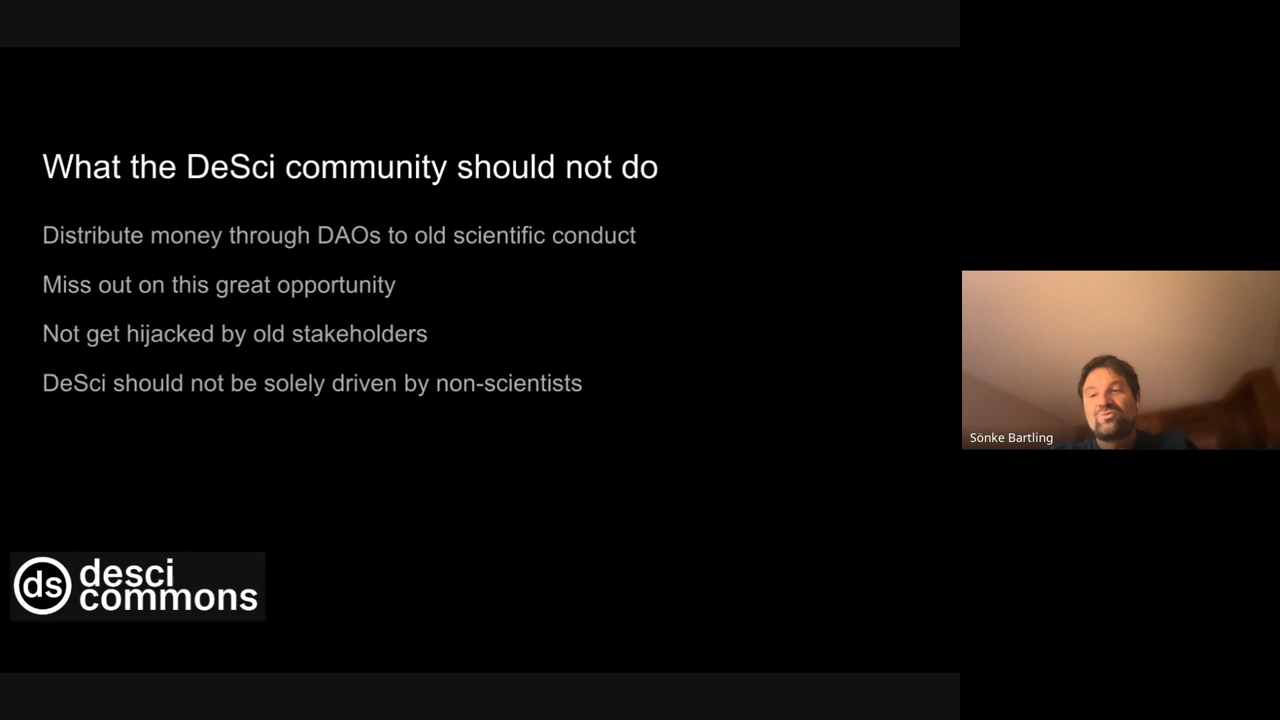 What the DeSci community should not do
Distribute money through DAOs to old scientific conduct
Miss out on this great opportunity
Not get hijacked by old stakeholders
DeSci should not be solely driven by non-scientists
Sönke Bartling
ds
desci
commons